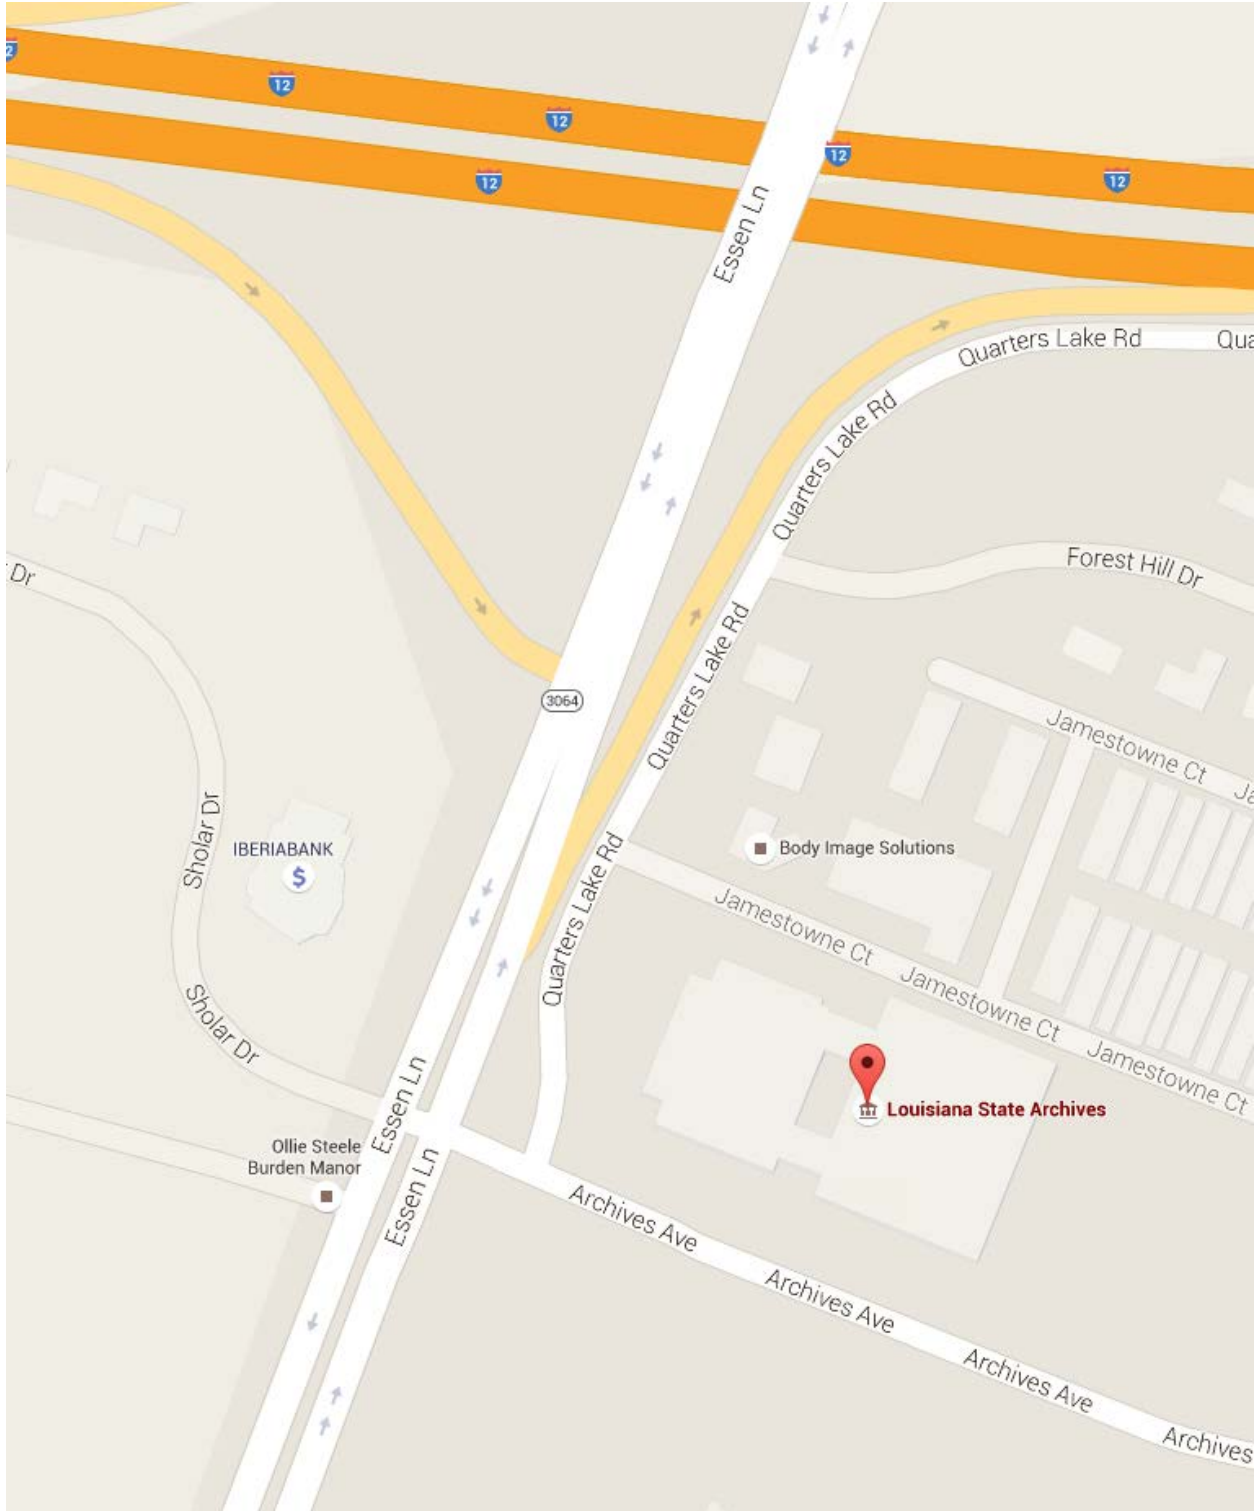 2
12
12
12
12
12
Essen Ln
Quarters Lake Rd
Qua
Quarters Lake Rd
Forest Hill Dr
r Dr
Quarters Lake Rd
3064
Jamestowne Ct
Ja
Sholar Dr
IBERIABANK
$
Quarters Lake Rd
Body Image Solutions
Jamestowne Ct
Jamestowne Ct
Jamestowne Ct
Sholar Dr
Essen Ln
Louisiana State Archives
Ollie Steele
Burden Manor
Essen Ln
Archives Ave
Archives Ave
Archives Ave
Archives